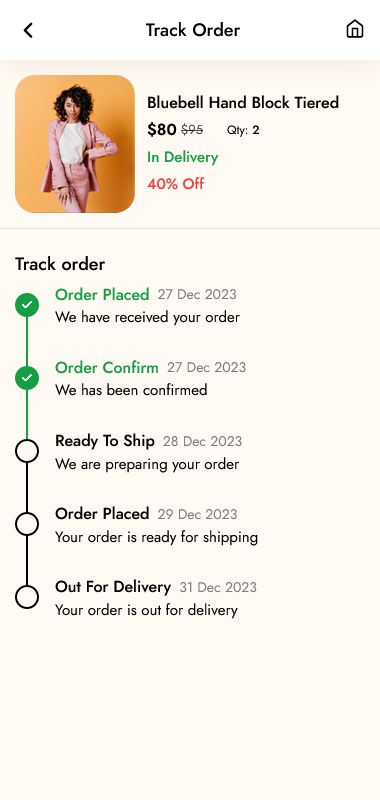 Track Order
Bluebell Hand Block Tiered
$80 $95 Qty: 2
In Delivery
40% Off
Track order
Order Placed 27 Dec 2023
We have received your order
Order Confirm 27 Dec 2023
We has been confirmed
Ready To Ship 28 Dec 2023
We are preparing your order
Order Placed 29 Dec 2023
Your order is ready for shipping
Out For Delivery 31 Dec 2023
Your order is out for delivery